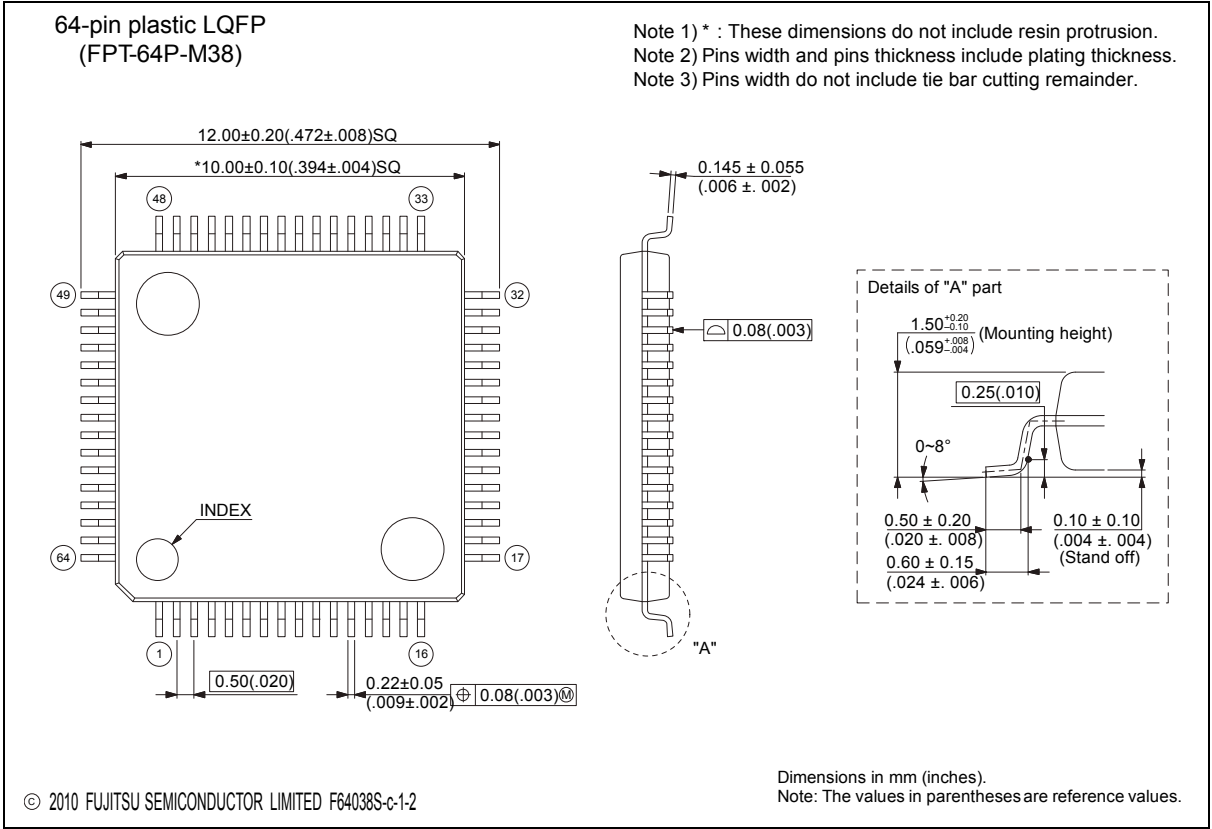 64-pin plastic LQFP
(FPT-64P-M38)
Note 1) * : These dimensions do not include resin protrusion.
Note 2) Pins width and pins thickness include plating thickness.
Note 3) Pins width do not include tie bar cutting remainder.
12.00±0.20(.472±.008)SQ
*10.00±0.10(.394±.004)SQ
48
33
49
32
INDEX
64
17
1
16
0.50(.020)
0.22±0.05
(.009±.002)
⌖ 0.08(.003)Ⓜ
0.145 ± 0.055
(.006 ±. 002)
⌓ 0.08(.003)
"A"
Details of "A" part
1.50 +0.20 –0.10 (Mounting height)
(.059 +.008 –.004)
0.25(.010)
0~8°
0.50 ± 0.20
(.020 ±. 008)
0.60 ± 0.15
(.024 ±. 006)
0.10 ± 0.10
(.004 ±. 004)
(Stand off)
© 2010 FUJITSU SEMICONDUCTOR LIMITED F64038S-c-1-2
Dimensions in mm (inches).
Note: The values in parentheses are reference values.